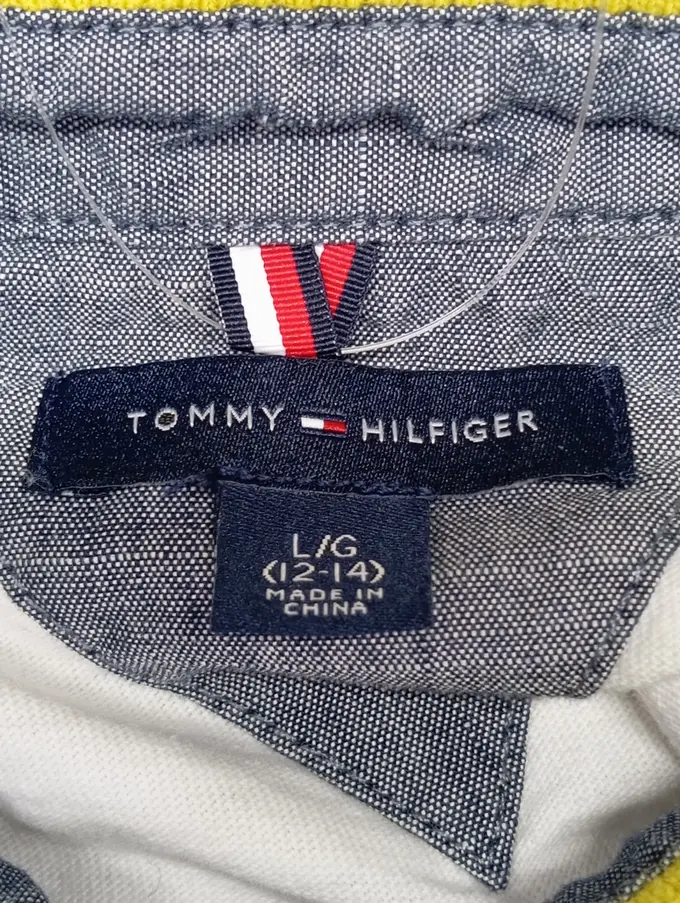 TOMMY HILFIGER
L/G
(12-14)
MADE IN
CHINA